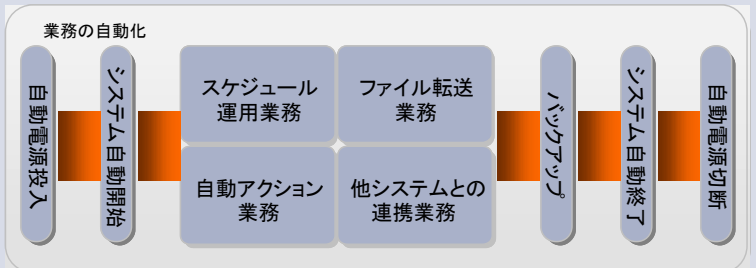 業務の自動化
自動電源投入
システム自動開始
スケジュール
運用業務
ファイル転送
業務
自動アクション
業務
他システムとの
連携業務
バックアップ
システム自動終了
自動電源切断